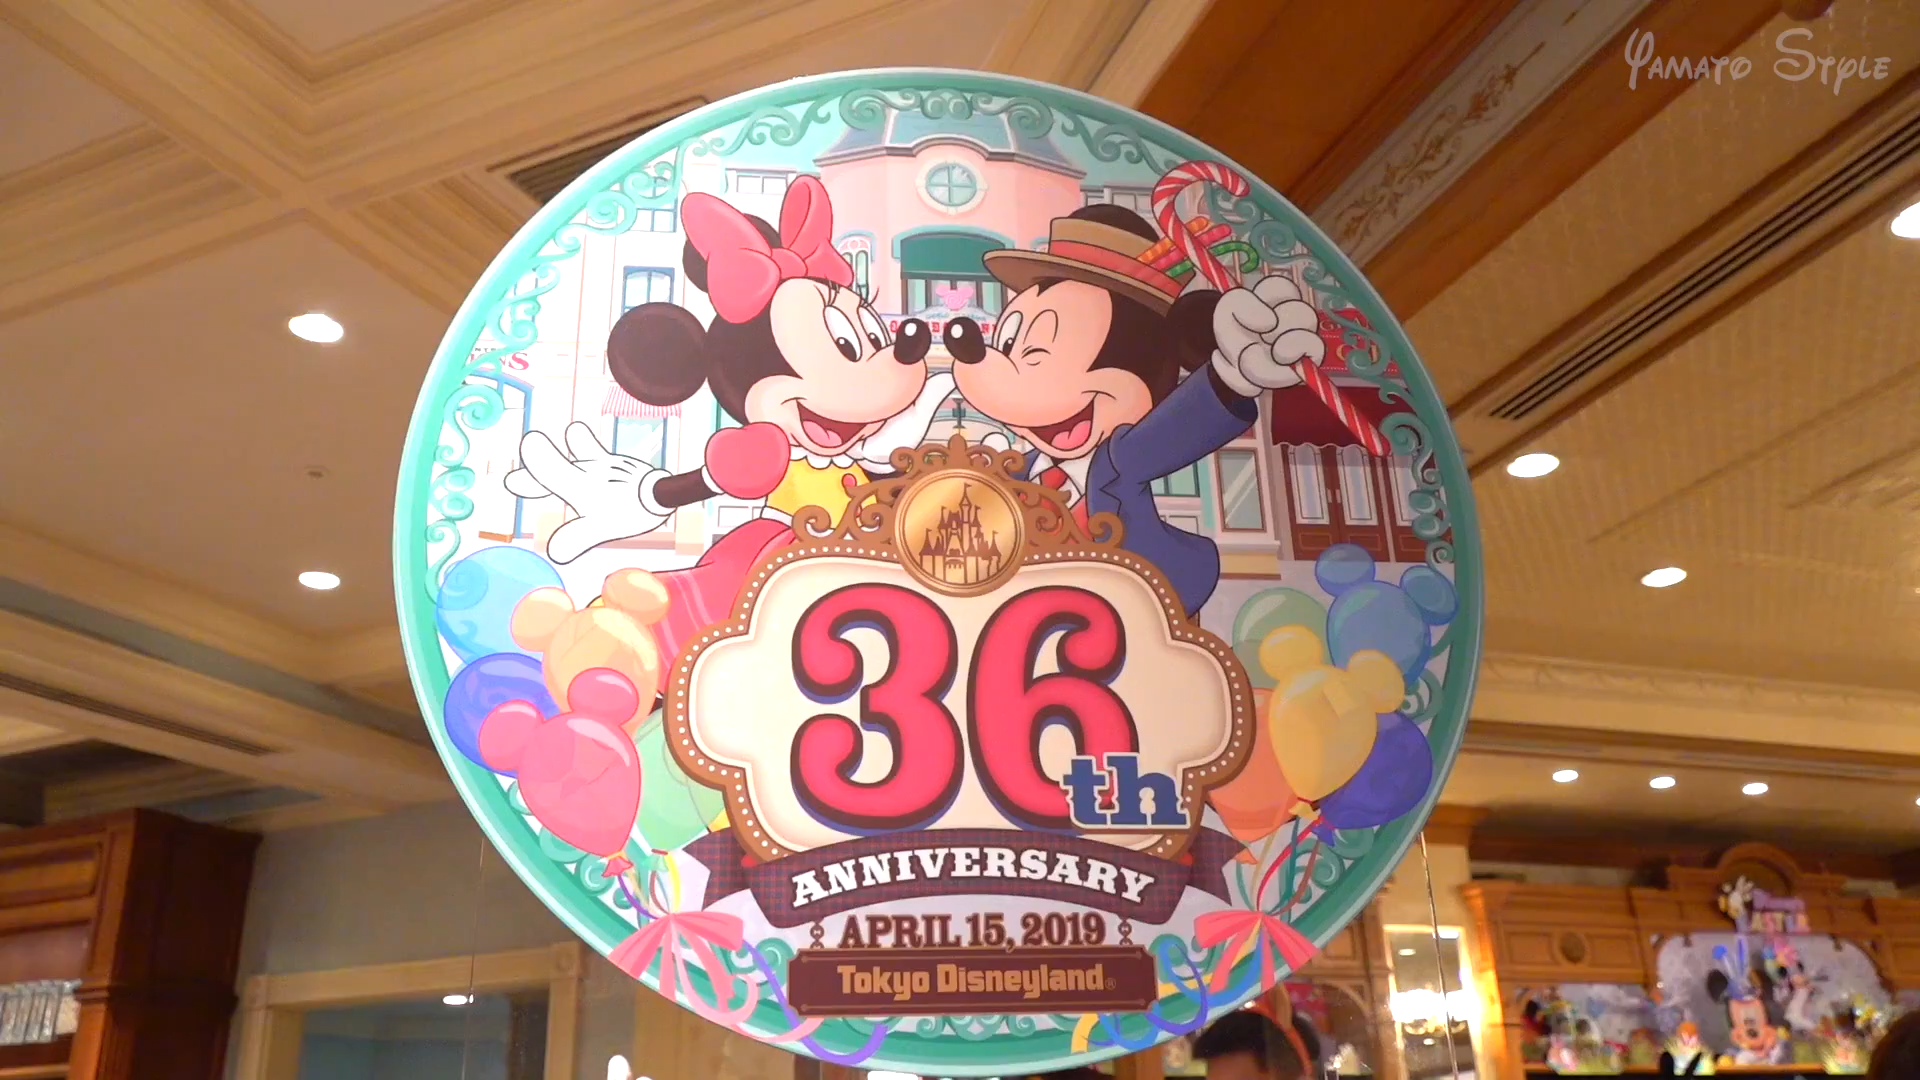 Yamato Style
36th
ANNIVERSARY
APRIL 15, 2019
Tokyo Disneyland®